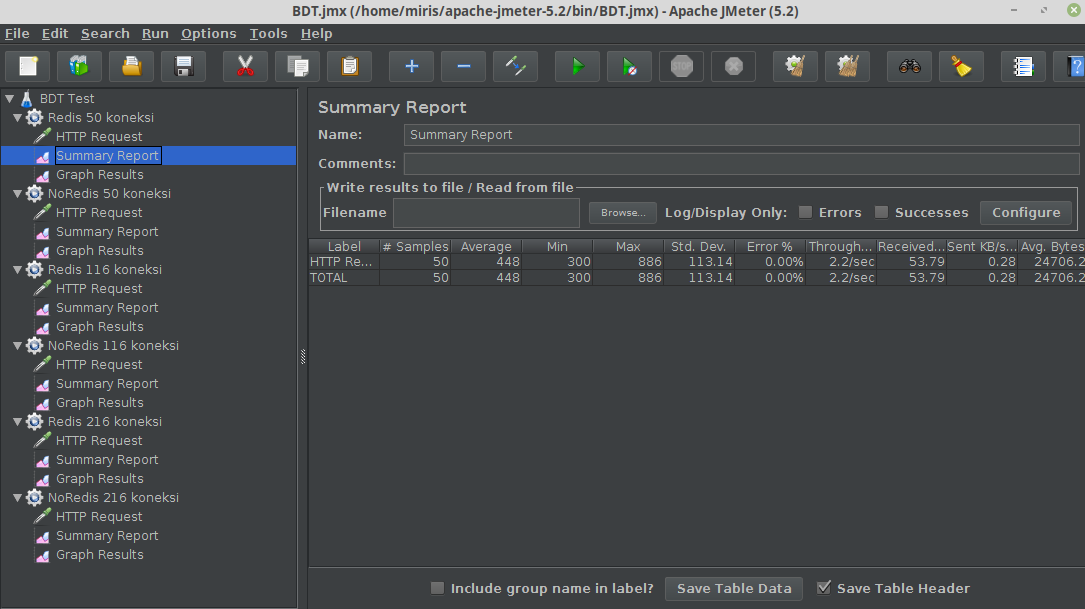 BDT.jmx (/home/miris/apache-jmeter-5.2/bin/BDT.jmx) - Apache JMeter (5.2)
File Edit Search Run Options Tools Help
BDT Test
Redis 50 koneksi
HTTP Request
Summary Report
Graph Results
NoRedis 50 koneksi
HTTP Request
Summary Report
Graph Results
Redis 116 koneksi
HTTP Request
Summary Report
Graph Results
NoRedis 116 koneksi
HTTP Request
Summary Report
Graph Results
Redis 216 koneksi
HTTP Request
Summary Report
Graph Results
NoRedis 216 koneksi
HTTP Request
Summary Report
Graph Results
Summary Report
Name: Summary Report
Comments:
Write results to file / Read from file
Filename Browse... Log/Display Only: Errors Successes Configure
Label # Samples Average Min Max Std. Dev. Error % Through... Received... Sent KB/s... Avg. Bytes
HTTP Re... 50 448 300 886 113.14 0.00% 2.2/sec 53.79 0.28 24706.2
TOTAL 50 448 300 886 113.14 0.00% 2.2/sec 53.79 0.28 24706.2
Include group name in label? Save Table Data Save Table Header